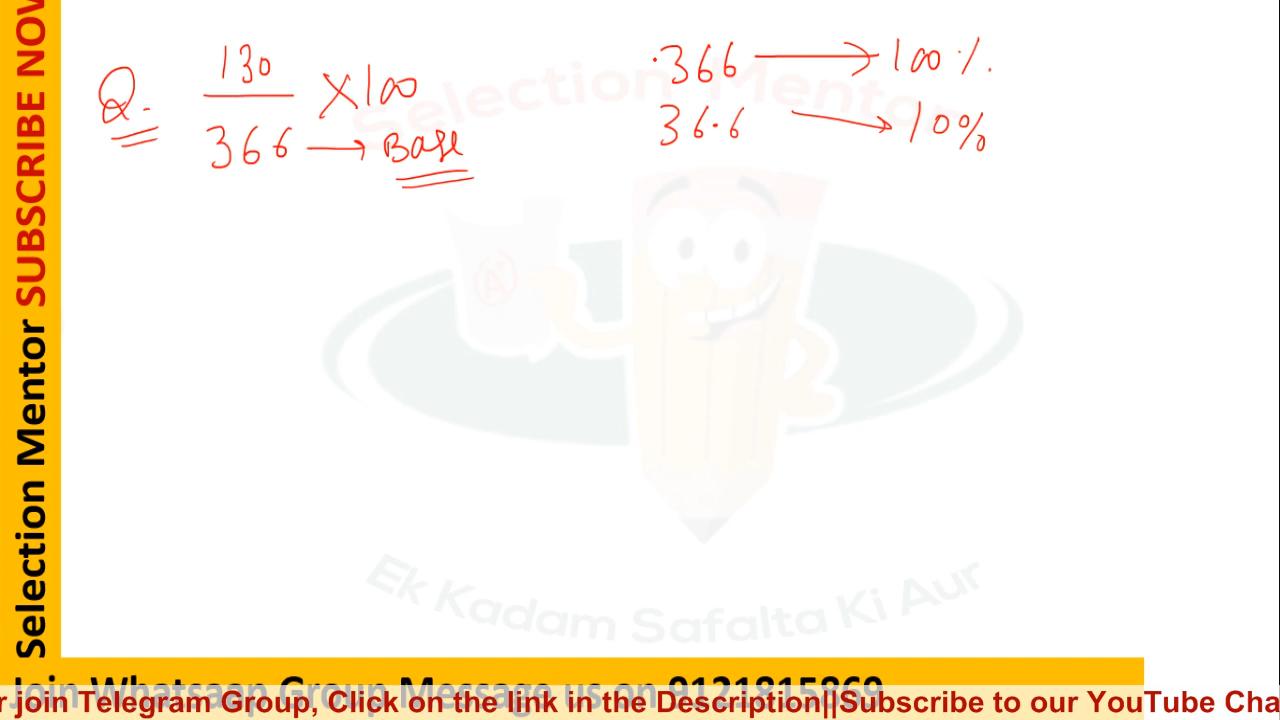 Selection Mentor SUBSCRIBE NOW
Q. 130 / 366 × 100
366 → Base
.366 → 100%.
36.6 → 10%
Selection Mentor
Ek Kadam Safalta Ki Aur
Join Whatsaap Group Message us on 9121815869
r join Telegram Group, Click on the link in the Description||Subscribe to our YouTube Cha